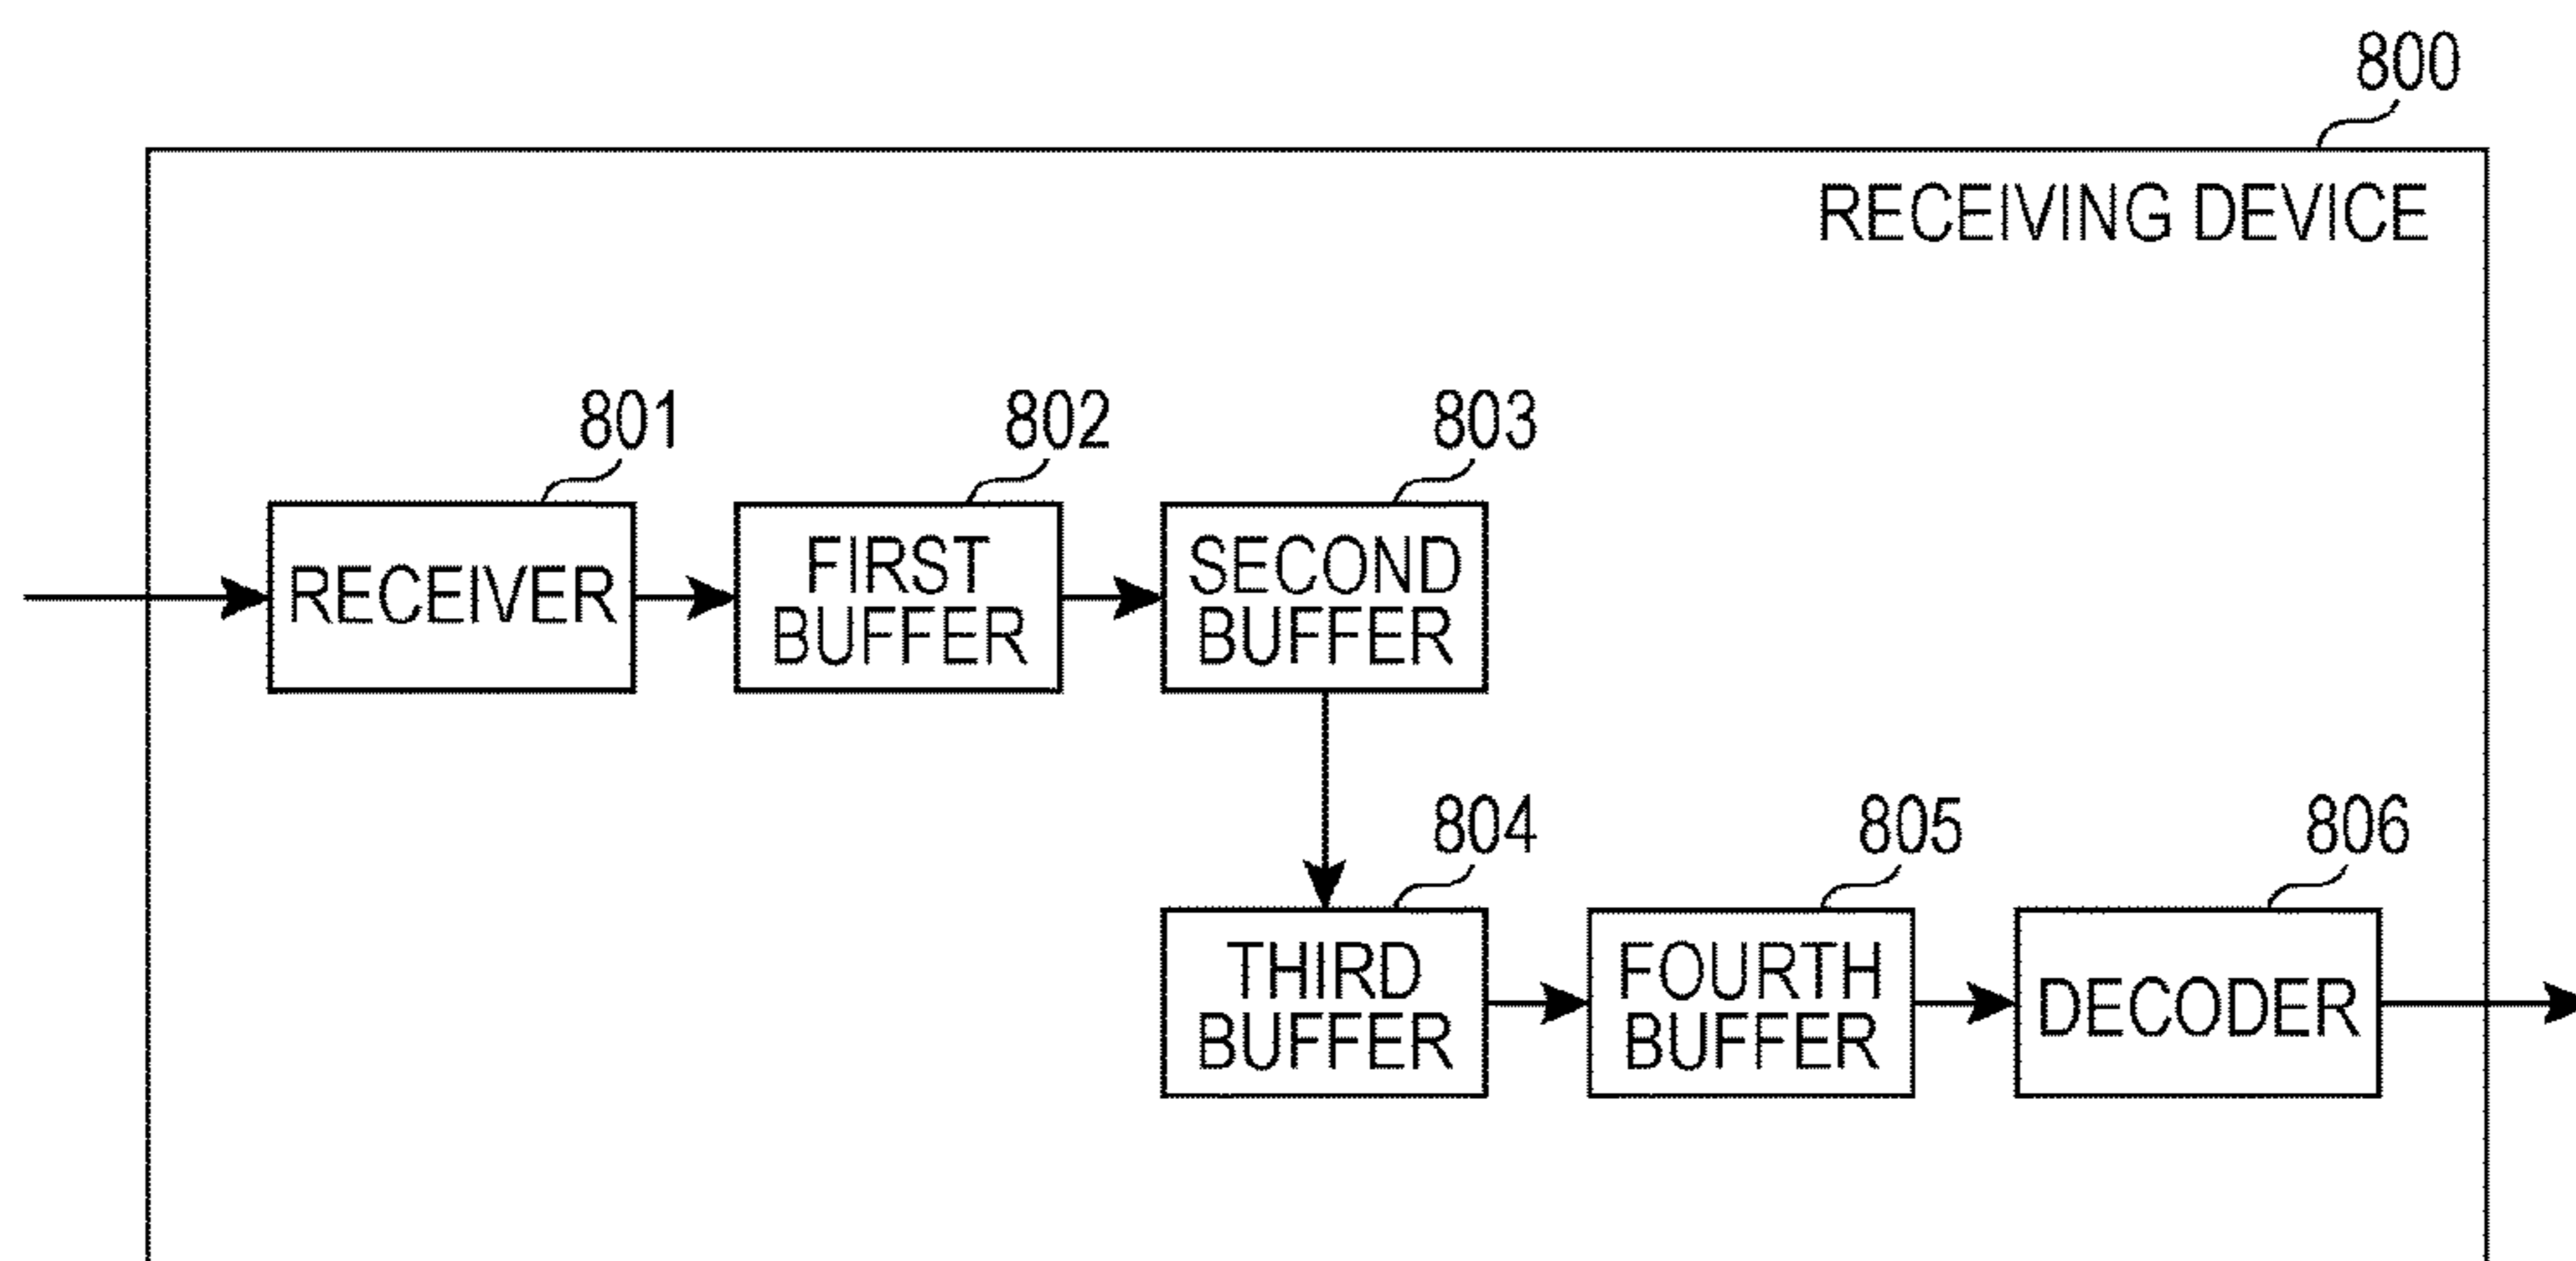 800
RECEIVING DEVICE
801
802
803
RECEIVER
FIRST
BUFFER
SECOND
BUFFER
804
805
806
THIRD
BUFFER
FOURTH
BUFFER
DECODER